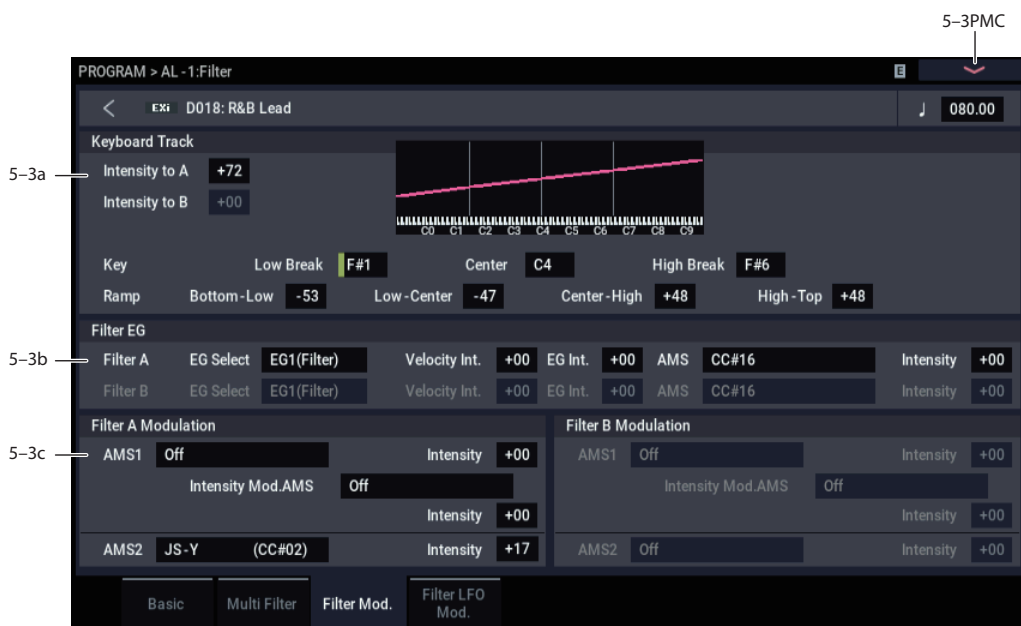 5–3PMC
PROGRAM > AL-1:Filter E
EXi D018: R&B Lead ♩ 080.00
Keyboard Track
5–3a Intensity to A +72
Intensity to B +00
C0 C1 C2 C3 C4 C5 C6 C7 C8 C9
Key Low Break F#1 Center C4 High Break F#6
Ramp Bottom-Low -53 Low-Center -47 Center-High +48 High-Top +48
Filter EG
5–3b Filter A EG Select EG1(Filter) Velocity Int. +00 EG Int. +00 AMS CC#16 Intensity +00
Filter B EG Select EG1(Filter) Velocity Int. +00 EG Int. +00 AMS CC#16 Intensity +00
Filter A Modulation Filter B Modulation
5–3c AMS1 Off Intensity +00 AMS1 Off Intensity +00
Intensity Mod.AMS Off Intensity Mod.AMS Off
Intensity +00 Intensity +00
AMS2 JS-Y (CC#02) Intensity +17 AMS2 Off Intensity +00
Basic Multi Filter Filter Mod. Filter LFO
Mod.